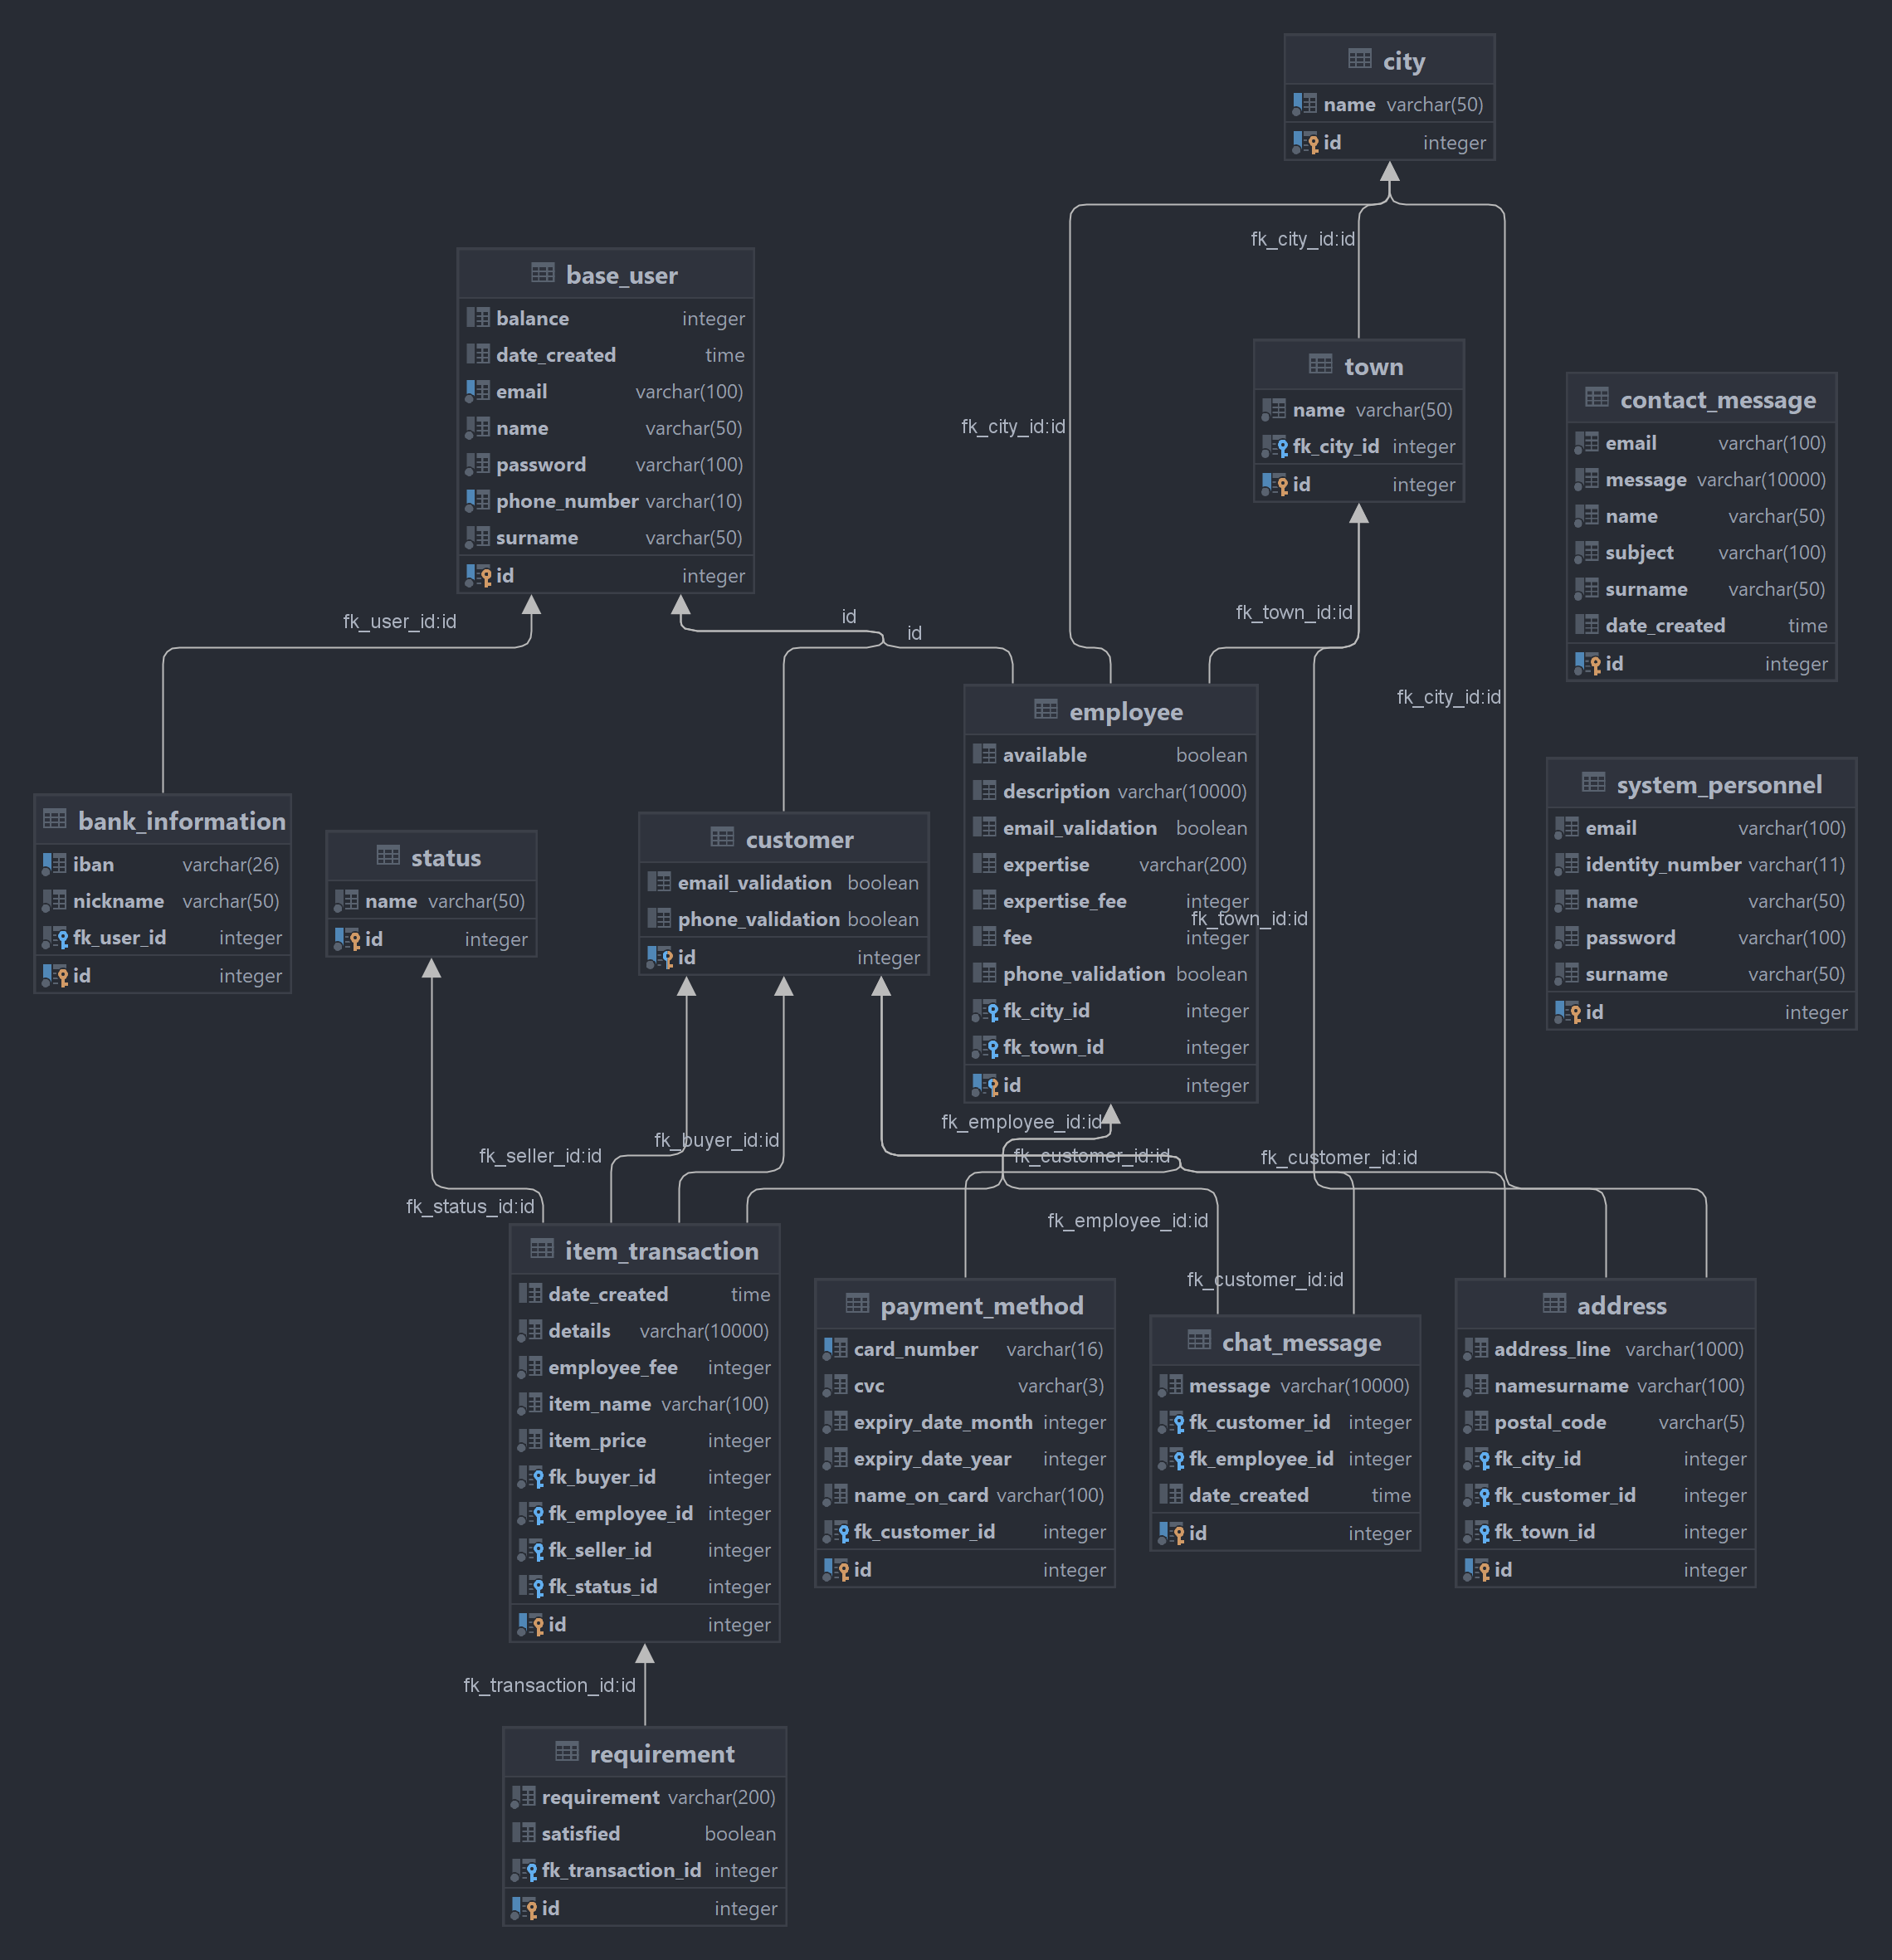 city
name varchar(50)
id integer
fk_city_id:id
base_user
balance integer
date_created time
email varchar(100)
name varchar(50)
password varchar(100)
phone_number varchar(10)
surname varchar(50)
id integer
town
name varchar(50)
fk_city_id integer
id integer
fk_city_id:id
contact_message
email varchar(100)
message varchar(10000)
name varchar(50)
subject varchar(100)
surname varchar(50)
date_created time
id integer
fk_user_id:id
id
id
fk_town_id:id
fk_city_id:id
employee
available boolean
description varchar(10000)
email_validation boolean
expertise varchar(200)
expertise_fee integer
fee integer
phone_validation boolean
fk_city_id integer
fk_town_id integer
id integer
fk_town_id:id
system_personnel
email varchar(100)
identity_number varchar(11)
name varchar(50)
password varchar(100)
surname varchar(50)
id integer
bank_information
iban varchar(26)
nickname varchar(50)
fk_user_id integer
id integer
status
name varchar(50)
id integer
customer
email_validation boolean
phone_validation boolean
id integer
fk_employee_id:id
fk_buyer_id:id
fk_seller_id:id
fk_customer_id:id
fk_customer_id:id
fk_status_id:id
fk_employee_id:id
fk_customer_id:id
item_transaction
date_created time
details varchar(10000)
employee_fee integer
item_name varchar(100)
item_price integer
fk_buyer_id integer
fk_employee_id integer
fk_seller_id integer
fk_status_id integer
id integer
payment_method
card_number varchar(16)
cvc varchar(3)
expiry_date_month integer
expiry_date_year integer
name_on_card varchar(100)
fk_customer_id integer
id integer
chat_message
message varchar(10000)
fk_customer_id integer
fk_employee_id integer
date_created time
id integer
address
address_line varchar(1000)
namesurname varchar(100)
postal_code varchar(5)
fk_city_id integer
fk_customer_id integer
fk_town_id integer
id integer
fk_transaction_id:id
requirement
requirement varchar(200)
satisfied boolean
fk_transaction_id integer
id integer